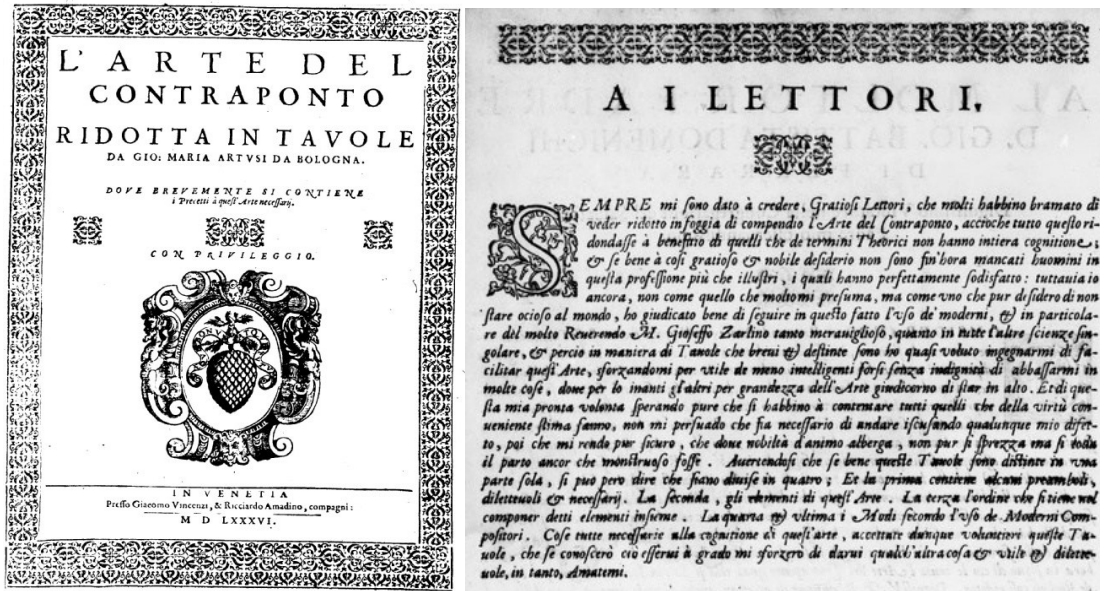 L'ARTE DEL
CONTRAPONTO
RIDOTTA IN TAVOLE
DA GIO: MARIA ARTVSI DA BOLOGNA.
DOVE BREVEMENTE SI CONTIENE
i Precetti à quest'Arte necessarij.
CON PRIVILEGGIO.
IN VENETIA
Presso Giacomo Vincenzi, & Ricciardo Amadino, compagni:
M D LXXXVI.
A I LETTORI.
SEMPRE mi sono dato à credere, Gratiosi Lettori, che molti habbino bramato di
veder ridotto in foggia di compendio l'Arte del Contraponto, accioche tutto questo ri-
dondasse à benefitio di quelli che de termini Theorici non hanno intiera cognitione;
& se bene à così gratioso & nobile desiderio non sono fin'hora mancati huomini in
questa professione più che illustri, i quali hanno perfettamente sodisfatto: tuttauia io
ancora, non come quello che molto mi presuma, ma come vno che pur desidero di non
stare ocioso al mondo, ho giudicato bene di seguire in questo fatto l'vso de' moderni, & in particola-
re del molto Reuerendo M. Gioseffo Zarlino tanto merauiglioso, quanto in tutte l'altre scienze sin-
golare, & percio in maniera di Tauole che breui & destinte sono ho quasi voluto ingegnarmi di fa-
cilitar quest'Arte, sforzandomi per vtile de meno intelligenti forsi senza indignità di abbassarmi in
molte cose, doue per lo inanti gl'altri per grandezza dell'Arte giudicorno di star in alto. Et di que-
sta mia pronta volonta sperando pure che si habbino à contentare tutti quelli che della virtù con-
ueniente stima fanno, non mi persuado che sia necessario di andare iscusando qualunque mio difet-
to, poi che mi rendo pur sicuro, che doue nobiltà d'animo alberga, non pur si sprezza ma si loda
il parto ancor che monstruoso fosse. Auertendosi che se bene queste Tauole sono distinte in vna
parte sola, si puo pero dire che siano diuise in quatro; Et la prima contiene alcuni preamboli,
diletteuoli & necessarij. La seconda, gli elementi di quest'Arte. La terza l'ordine che si tiene nel
componer detti elementi insieme. La quarta & vltima i Modi secondo l'vso de Moderni Com-
positori. Cose tutte necessarie alla cognitione di quest'arte, accettate dunque voluntieri queste Ta-
uole, che se conoscerò ciò esserui à grado mi sforzerò di darui qualch'altra cosa & vtile & dilette-
uole, in tanto, Amatemi.